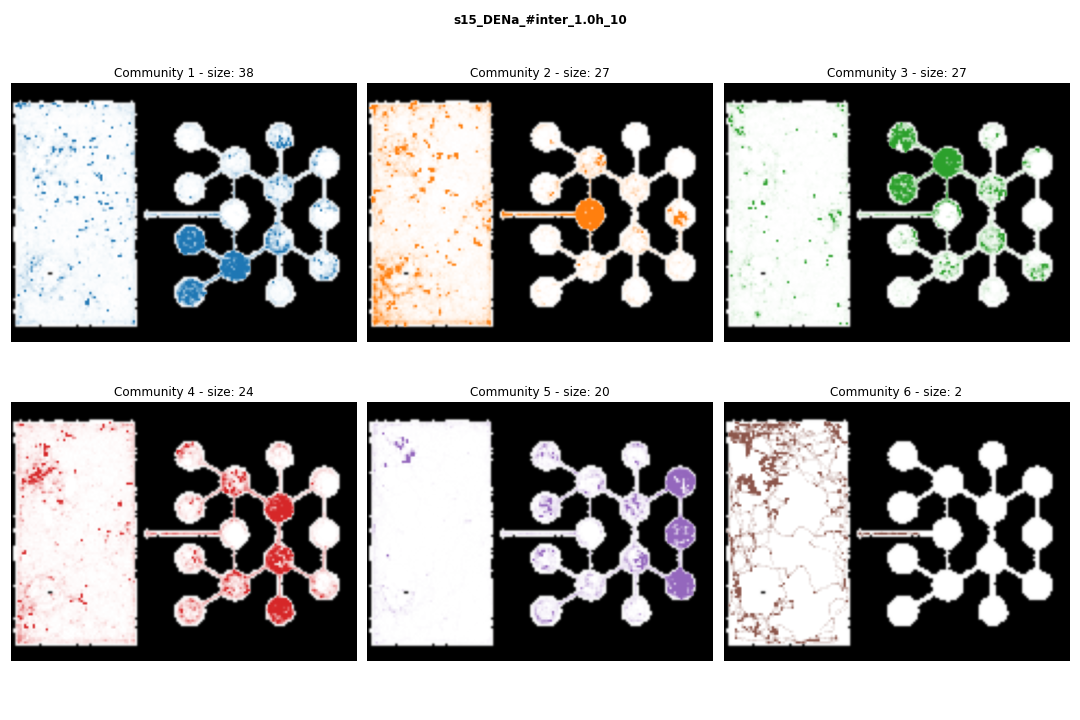 s15_DENa_#inter_1.0h_10
Community 1 - size: 38
Community 2 - size: 27
Community 3 - size: 27
Community 4 - size: 24
Community 5 - size: 20
Community 6 - size: 2